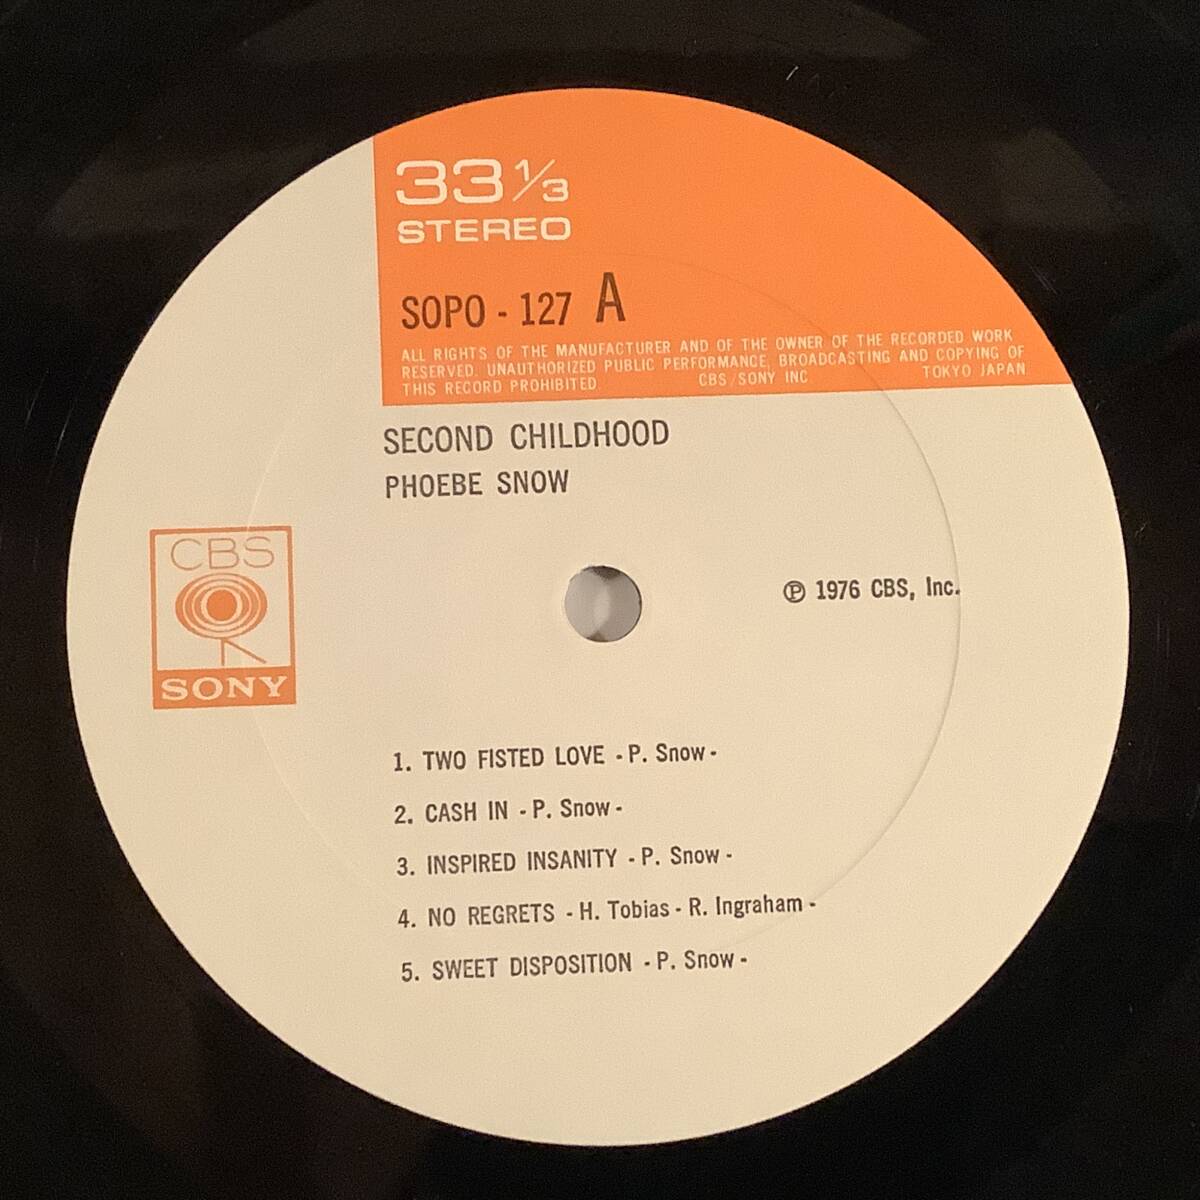 33 1/3
STEREO
SOPO - 127 A
ALL RIGHTS OF THE MANUFACTURER AND OF THE OWNER OF THE RECORDED WORK
RESERVED. UNAUTHORIZED PUBLIC PERFORMANCE, BROADCASTING AND COPYING OF
THIS RECORD PROHIBITED. CBS/SONY INC TOKYO JAPAN
SECOND CHILDHOOD
PHOEBE SNOW
CBS
SONY
℗ 1976 CBS, Inc.
1. TWO FISTED LOVE - P. Snow -
2. CASH IN - P. Snow -
3. INSPIRED INSANITY - P. Snow -
4. NO REGRETS - H. Tobias - R. Ingraham -
5. SWEET DISPOSITION - P. Snow -